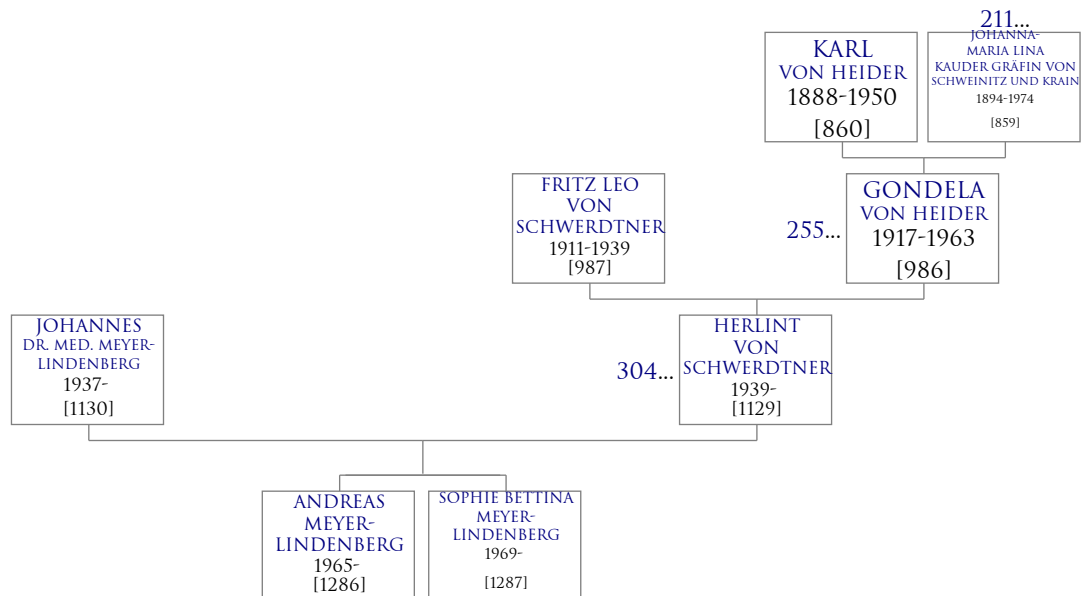 211...
KARL
VON HEIDER
1888-1950
[860]
JOHANNA-
MARIA LINA
KAUDER GRÄFIN VON
SCHWEINITZ UND KRAIN
1894-1974
[859]
FRITZ LEO
VON
SCHWERDTNER
1911-1939
[987]
255...
GONDELA
VON HEIDER
1917-1963
[986]
JOHANNES
DR. MED. MEYER-
LINDENBERG
1937-
[1130]
304...
HERLINT
VON
SCHWERDTNER
1939-
[1129]
ANDREAS
MEYER-
LINDENBERG
1965-
[1286]
SOPHIE BETTINA
MEYER-
LINDENBERG
1969-
[1287]